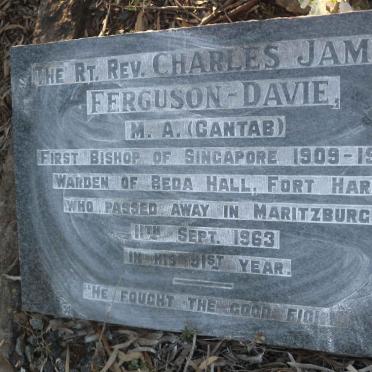 THE RT. REV. CHARLES JAM
FERGUSON-DAVIE,
M. A. (CANTAB)
FIRST BISHOP OF SINGAPORE 1909-19
WARDEN OF BEDA HALL, FORT HAR
WHO PASSED AWAY IN MARITZBURG
11TH SEPT. 1963
IN HIS 91ST YEAR.
"HE FOUGHT THE GOOD FIGH